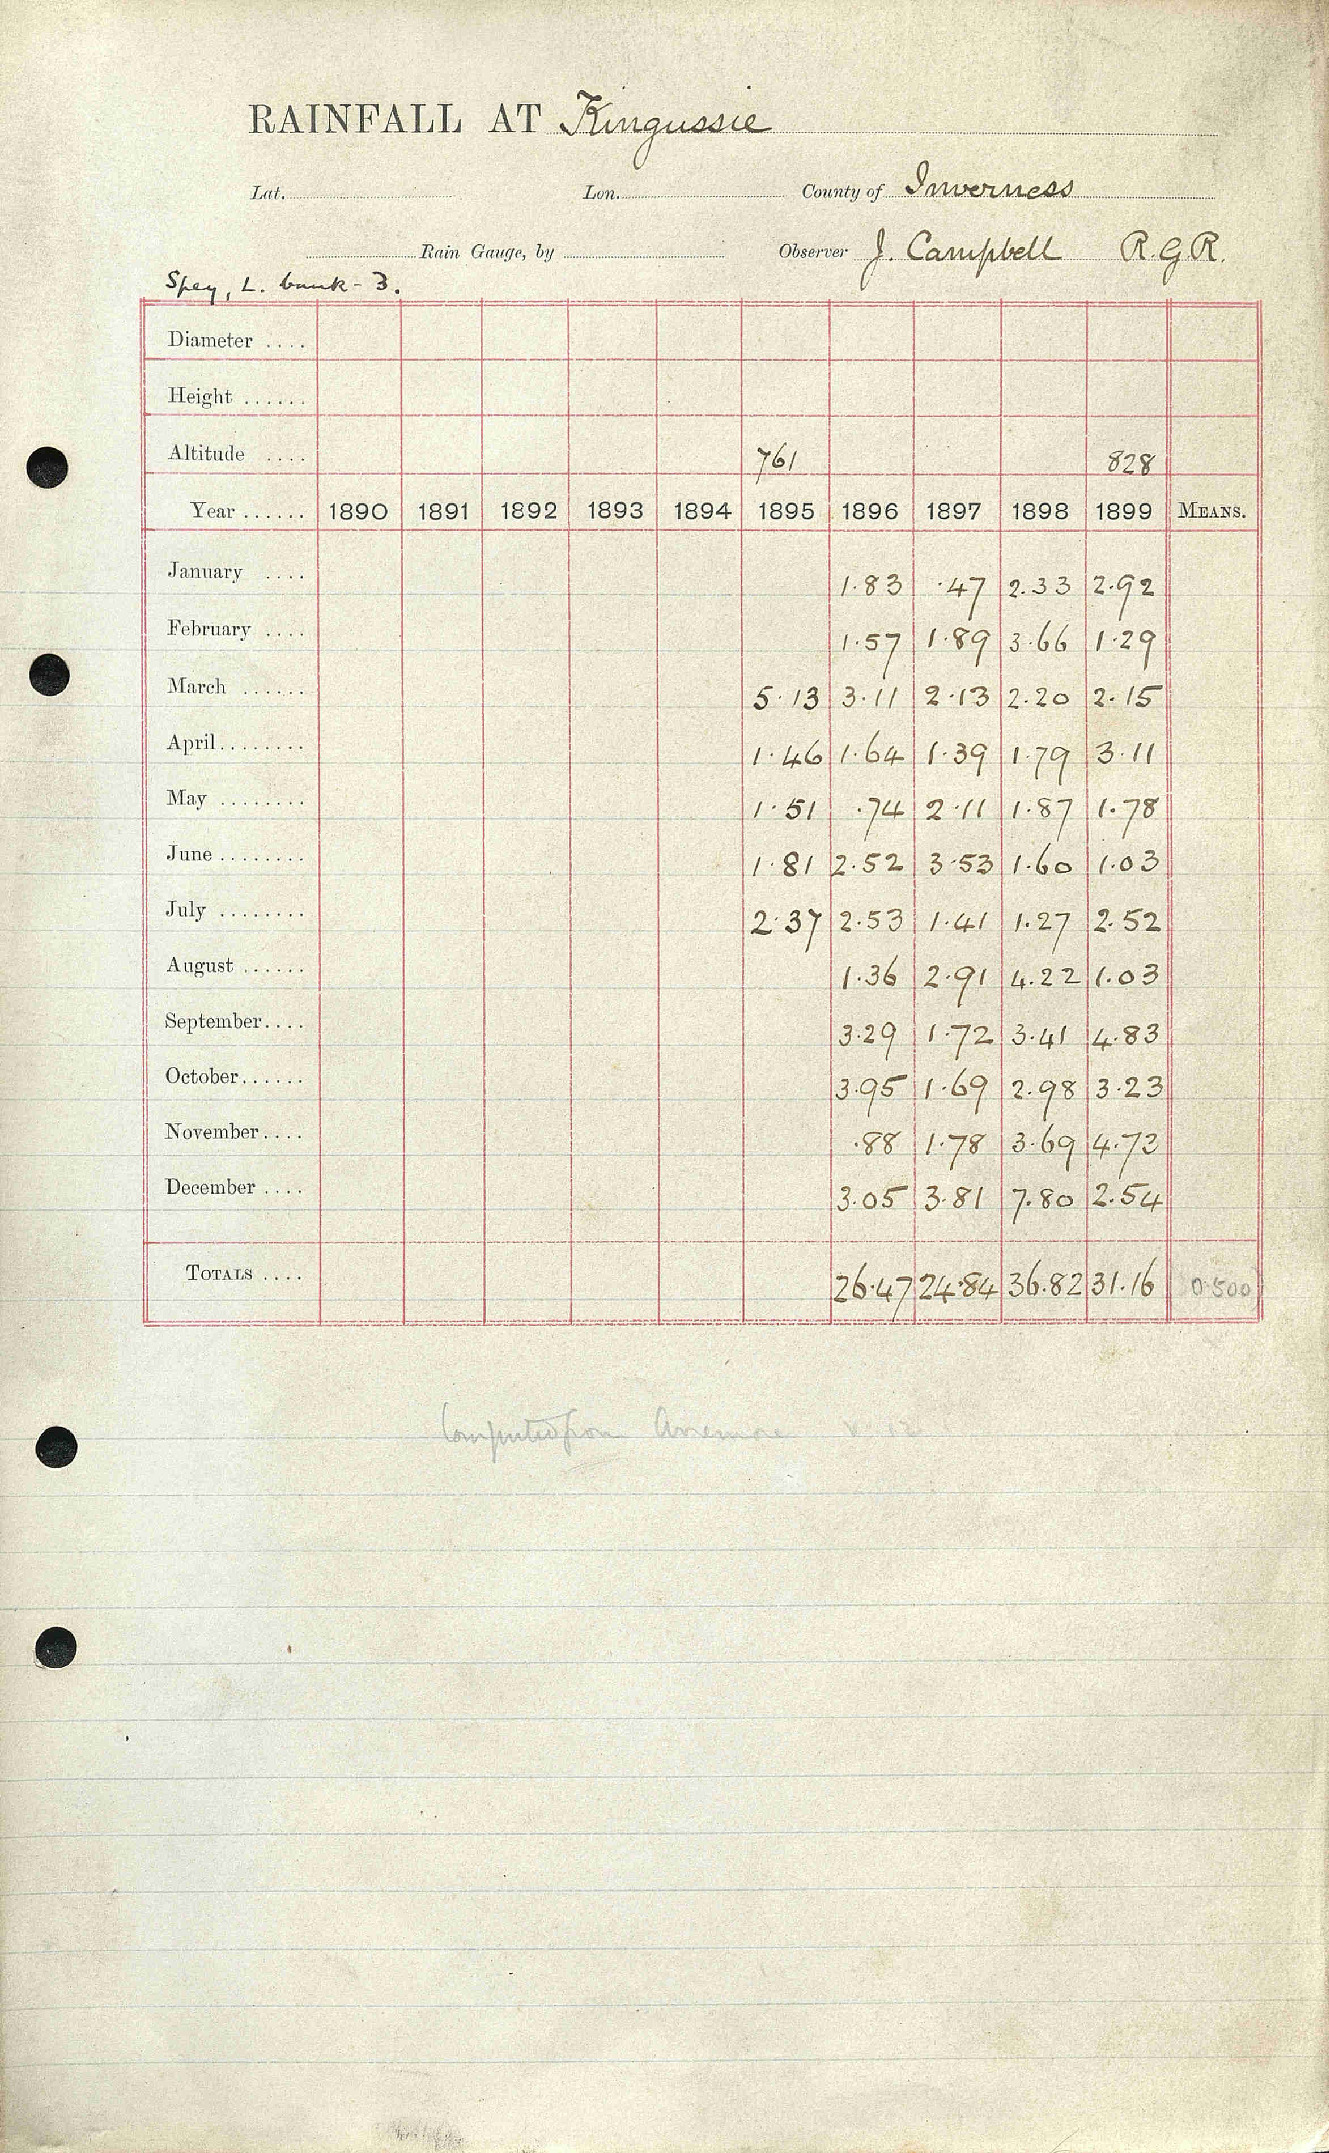 RAINFALL AT Kingussie
Lat. Lon. County of Inverness
Rain Gauge, by Observer J. Campbell R.G.R.
Spey, L. bank - 3.
Diameter ....
Height ......
Altitude .... 761 828
Year ...... 1890 1891 1892 1893 1894 1895 1896 1897 1898 1899 MEANS.
January .... 1.83 .47 2.33 2.92
February .... 1.57 1.89 3.66 1.29
March ...... 5.13 3.11 2.13 2.20 2.15
April........ 1.46 1.64 1.39 1.79 3.11
May ........ 1.51 .74 2.11 1.87 1.78
June ........ 1.81 2.52 3.53 1.60 1.03
July ........ 2.37 2.53 1.41 1.27 2.52
August ...... 1.36 2.91 4.22 1.03
September.... 3.29 1.72 3.41 4.83
October...... 3.95 1.69 2.98 3.23
November.... .88 1.78 3.69 4.73
December .... 3.05 3.81 7.80 2.54
TOTALS .... 26.47 24.84 36.82 31.16
Computed from